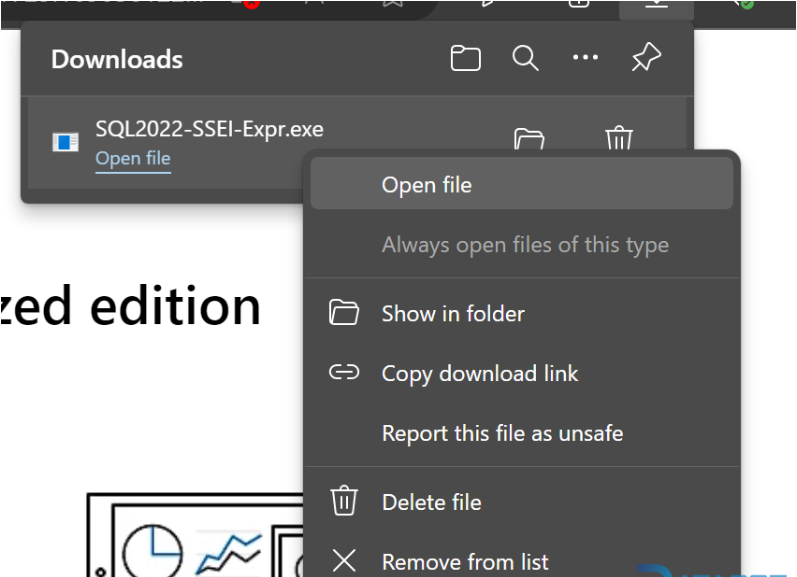 Downloads
SQL2022-SSEI-Expr.exe
Open file
Open file
Always open files of this type
zed edition
Show in folder
Copy download link
Report this file as unsafe
Delete file
Remove from list